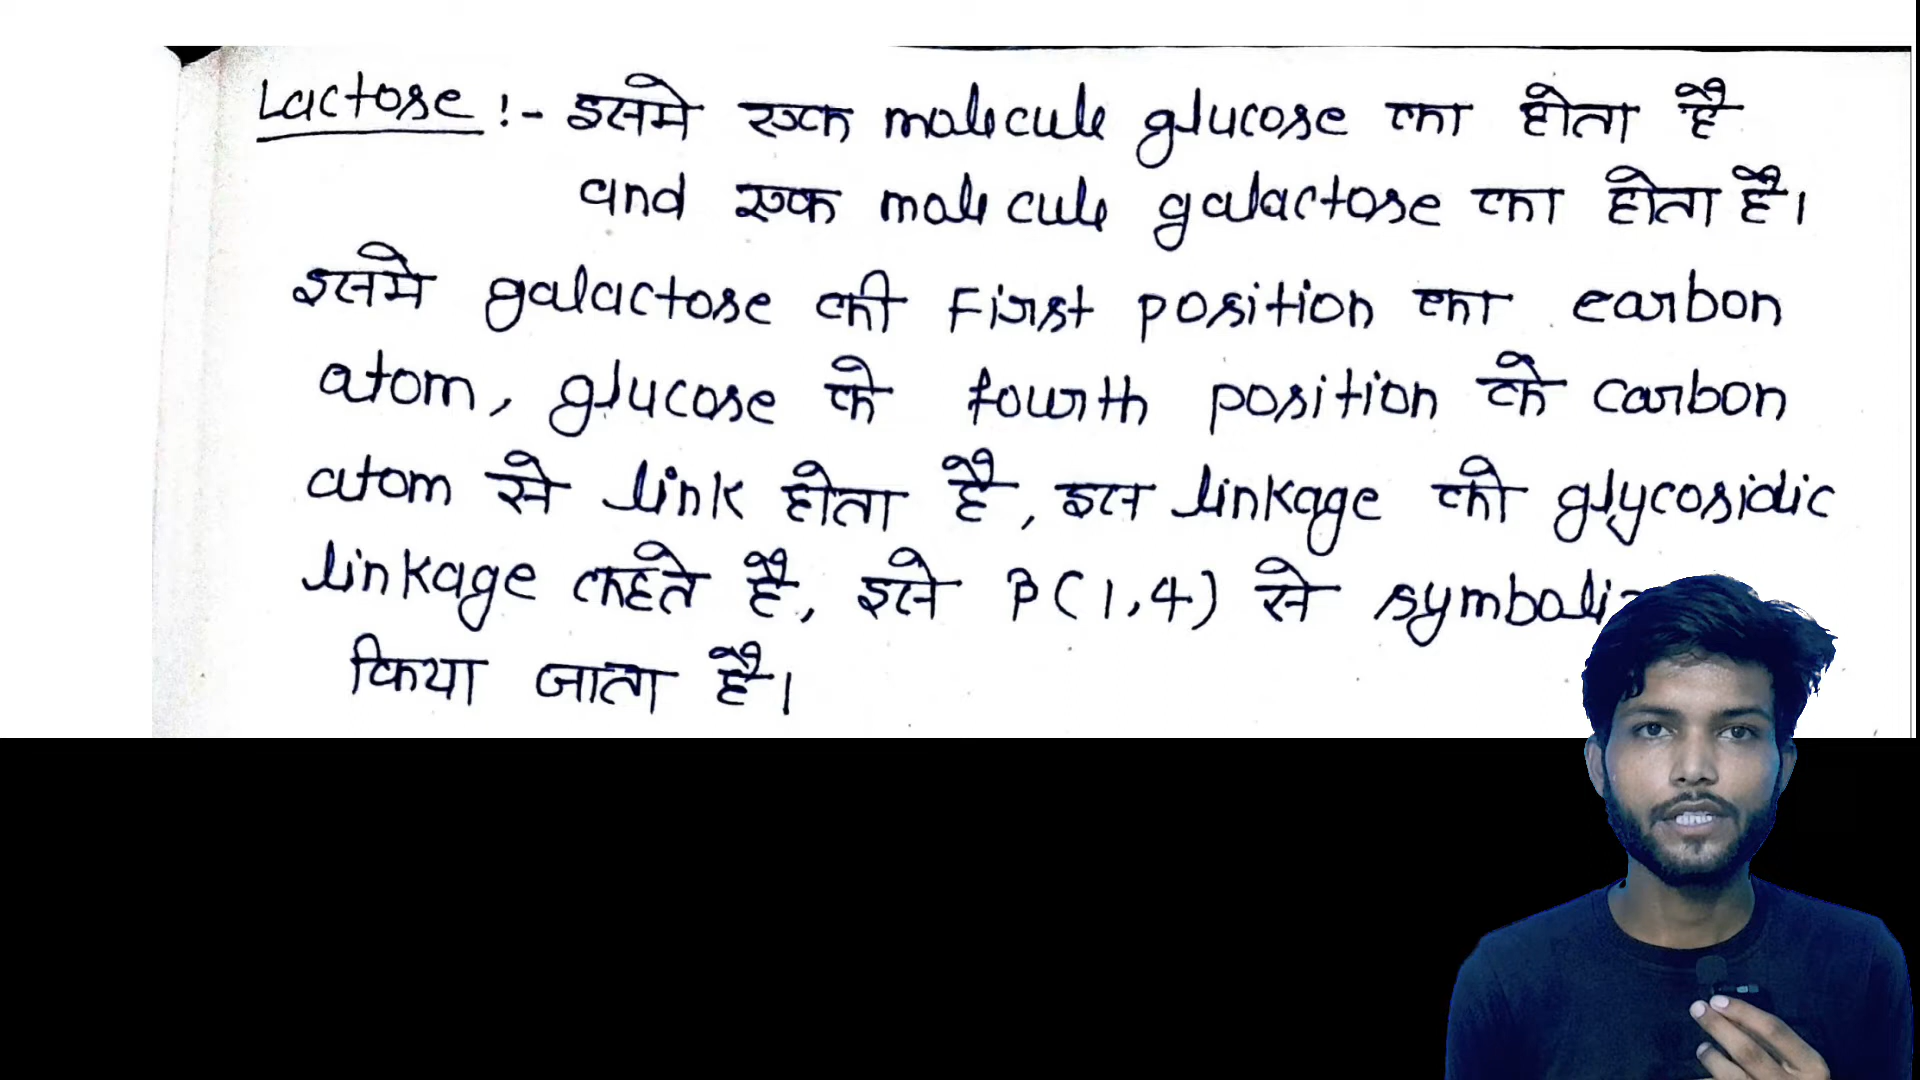 Lactose :- इसमे एक molecule glucose का होता है
and एक molecule galactose का होता है।
इसमे galactose की First position का carbon
atom, glucose के fourth position के carbon
atom से link होता है, इस linkage को glycosidic
linkage कहते है, इसे β(1,4) से
किया जाता है।